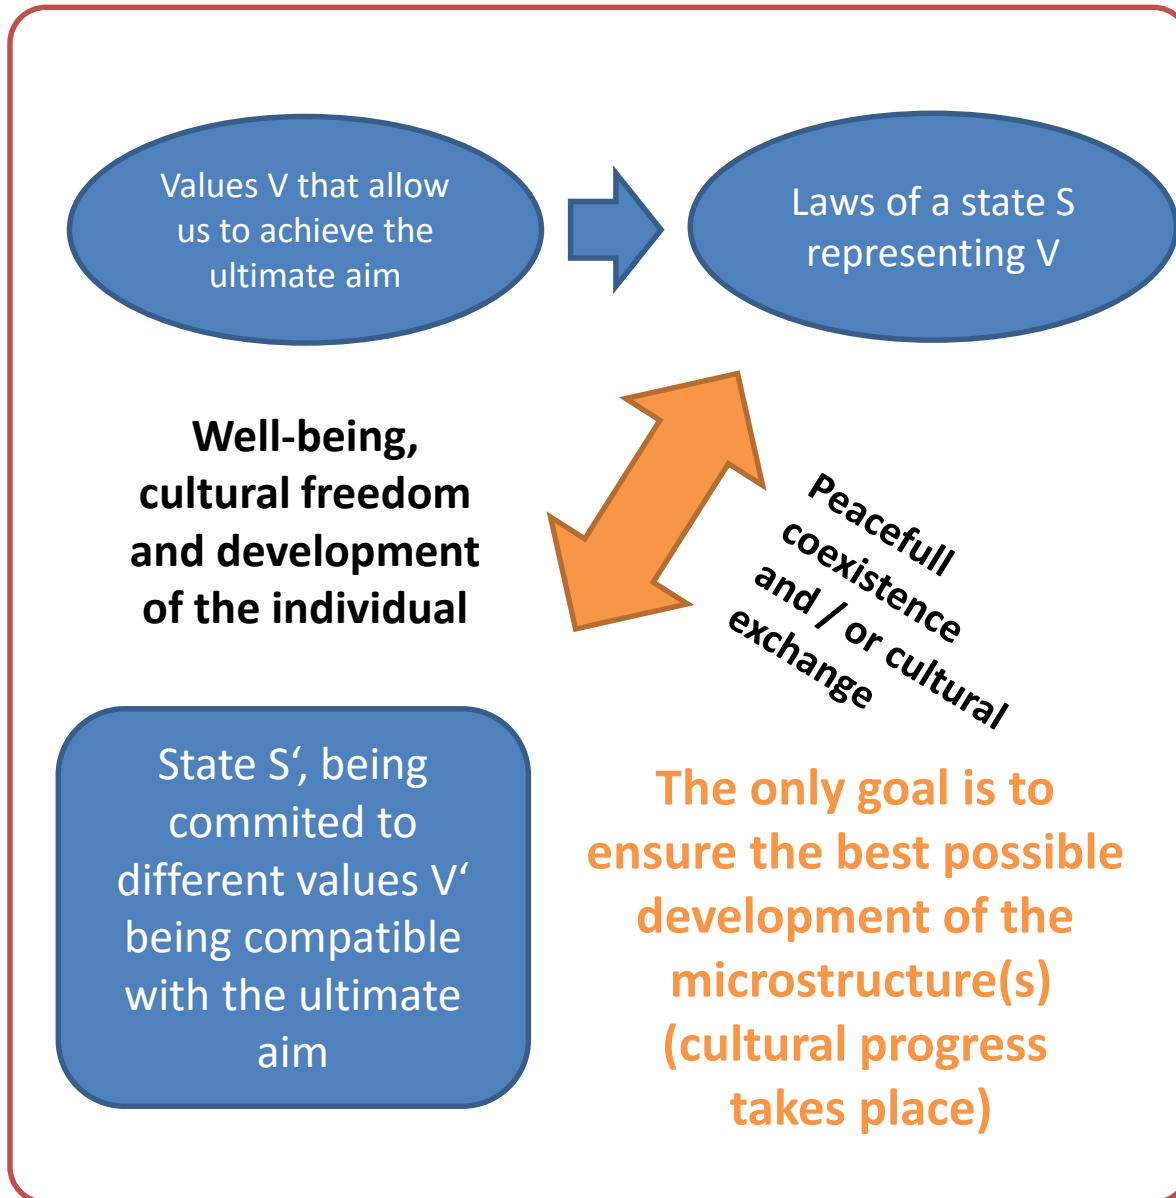 Values V that allow
us to achieve the
ultimate aim
Laws of a state S
representing V
Well-being,
cultural freedom
and development
of the individual
Peacefull
coexistence
and / or cultural
exchange
State S‘, being
commited to
different values V‘
being compatible
with the ultimate
aim
The only goal is to
ensure the best possible
development of the
microstructure(s)
(cultural progress
takes place)